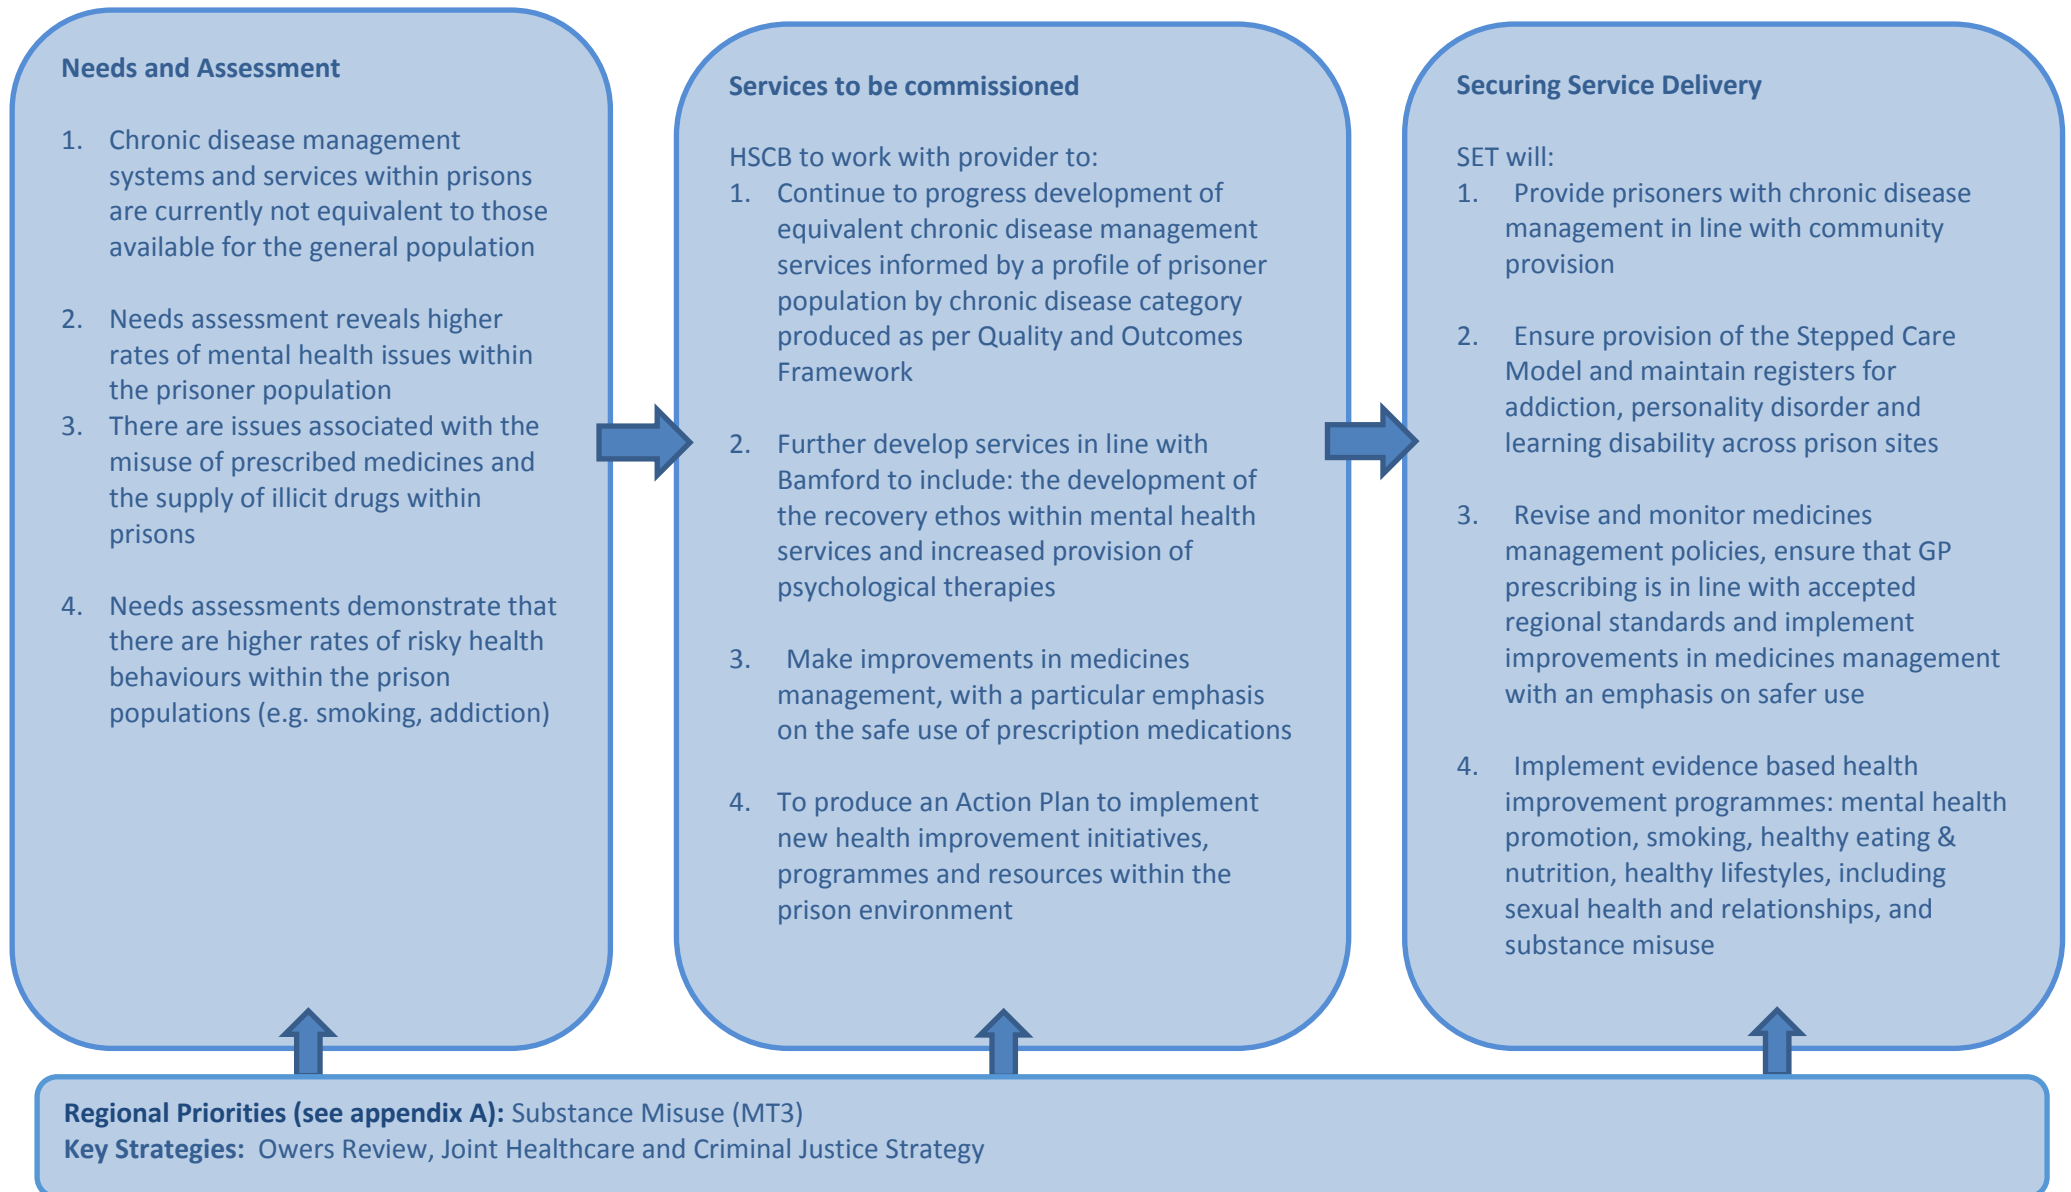 Needs and Assessment
1. Chronic disease management
systems and services within prisons
are currently not equivalent to those
available for the general population
2. Needs assessment reveals higher
rates of mental health issues within
the prisoner population
3. There are issues associated with the
misuse of prescribed medicines and
the supply of illicit drugs within
prisons
4. Needs assessments demonstrate that
there are higher rates of risky health
behaviours within the prison
populations (e.g. smoking, addiction)
Services to be commissioned
HSCB to work with provider to:
1. Continue to progress development of
equivalent chronic disease management
services informed by a profile of prisoner
population by chronic disease category
produced as per Quality and Outcomes
Framework
2. Further develop services in line with
Bamford to include: the development of
the recovery ethos within mental health
services and increased provision of
psychological therapies
3. Make improvements in medicines
management, with a particular emphasis
on the safe use of prescription medications
4. To produce an Action Plan to implement
new health improvement initiatives,
programmes and resources within the
prison environment
Securing Service Delivery
SET will:
1. Provide prisoners with chronic disease
management in line with community
provision
2. Ensure provision of the Stepped Care
Model and maintain registers for
addiction, personality disorder and
learning disability across prison sites
3. Revise and monitor medicines
management policies, ensure that GP
prescribing is in line with accepted
regional standards and implement
improvements in medicines management
with an emphasis on safer use
4. Implement evidence based health
improvement programmes: mental health
promotion, smoking, healthy eating &
nutrition, healthy lifestyles, including
sexual health and relationships, and
substance misuse
Regional Priorities (see appendix A): Substance Misuse (MT3)
Key Strategies: Owers Review, Joint Healthcare and Criminal Justice Strategy